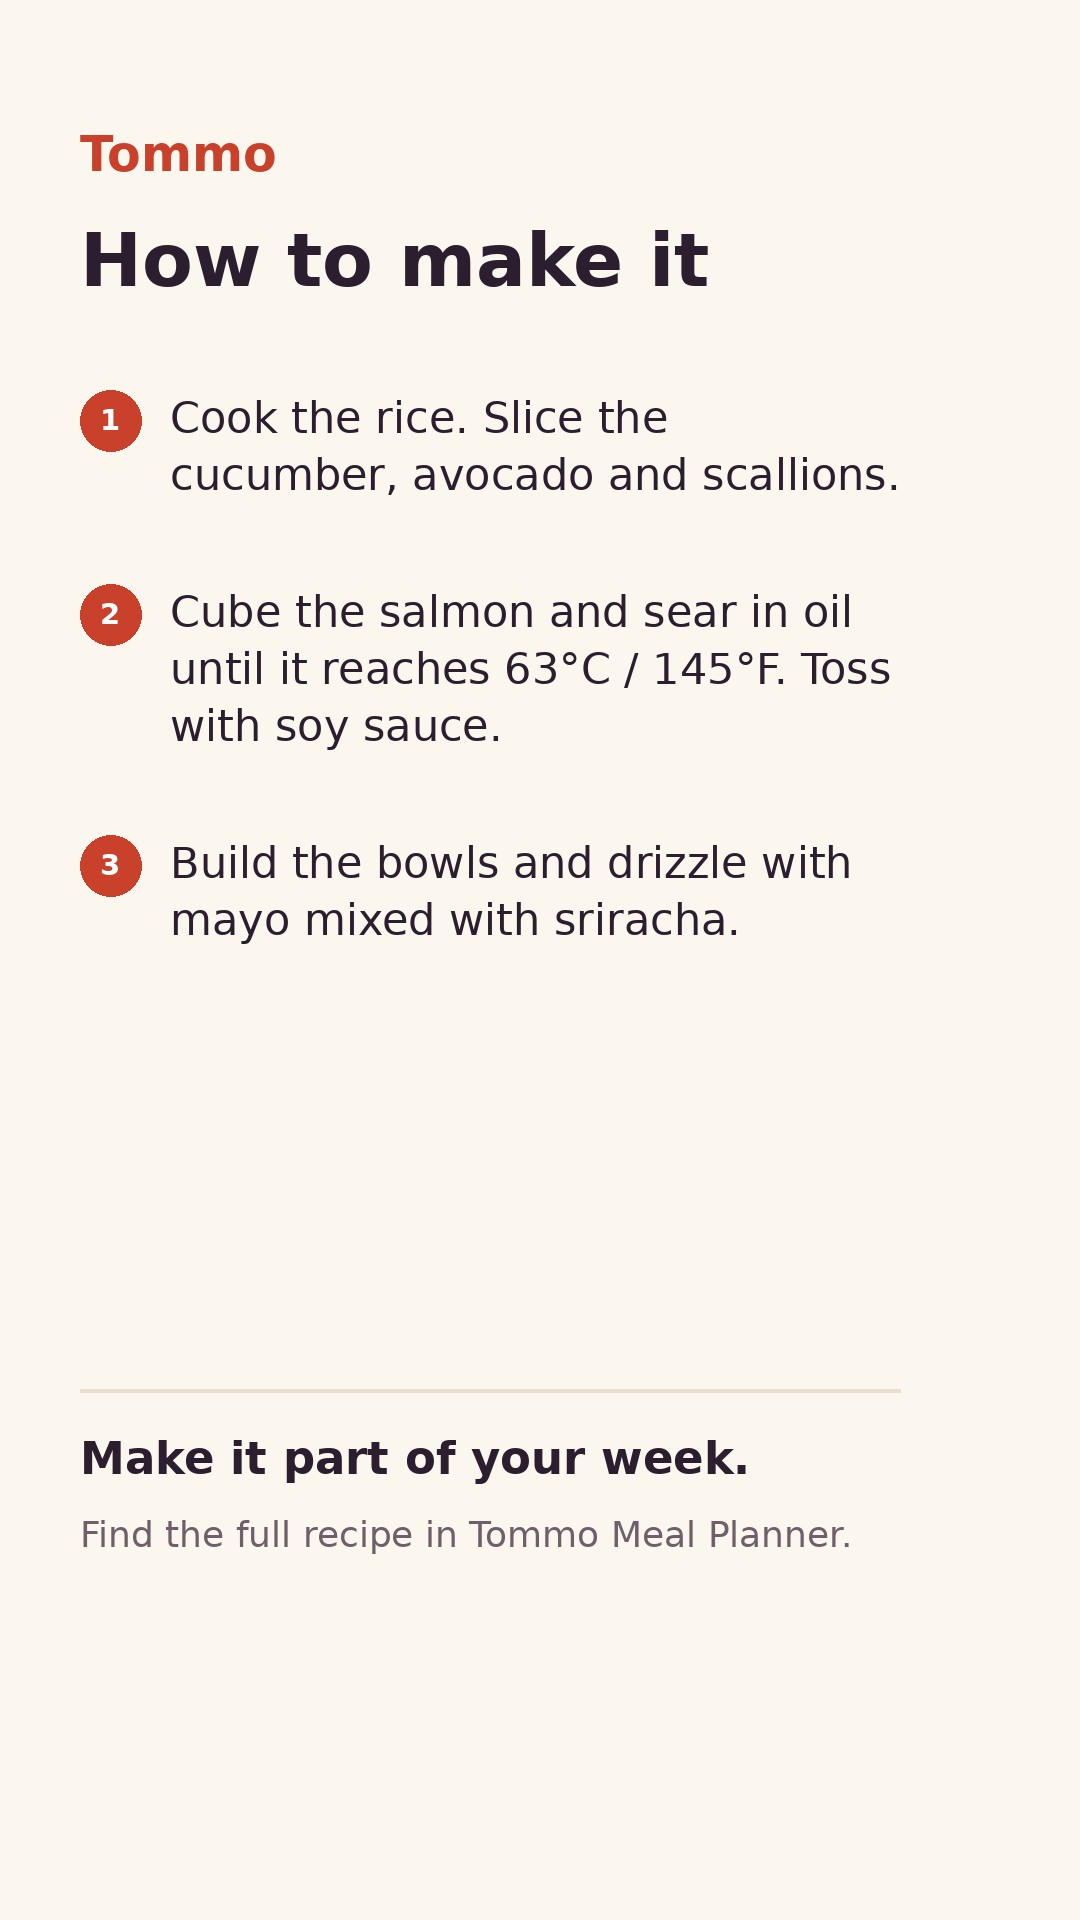 Tommo
How to make it
1 Cook the rice. Slice the
cucumber, avocado and scallions.
2 Cube the salmon and sear in oil
until it reaches 63°C / 145°F. Toss
with soy sauce.
3 Build the bowls and drizzle with
mayo mixed with sriracha.
Make it part of your week.
Find the full recipe in Tommo Meal Planner.